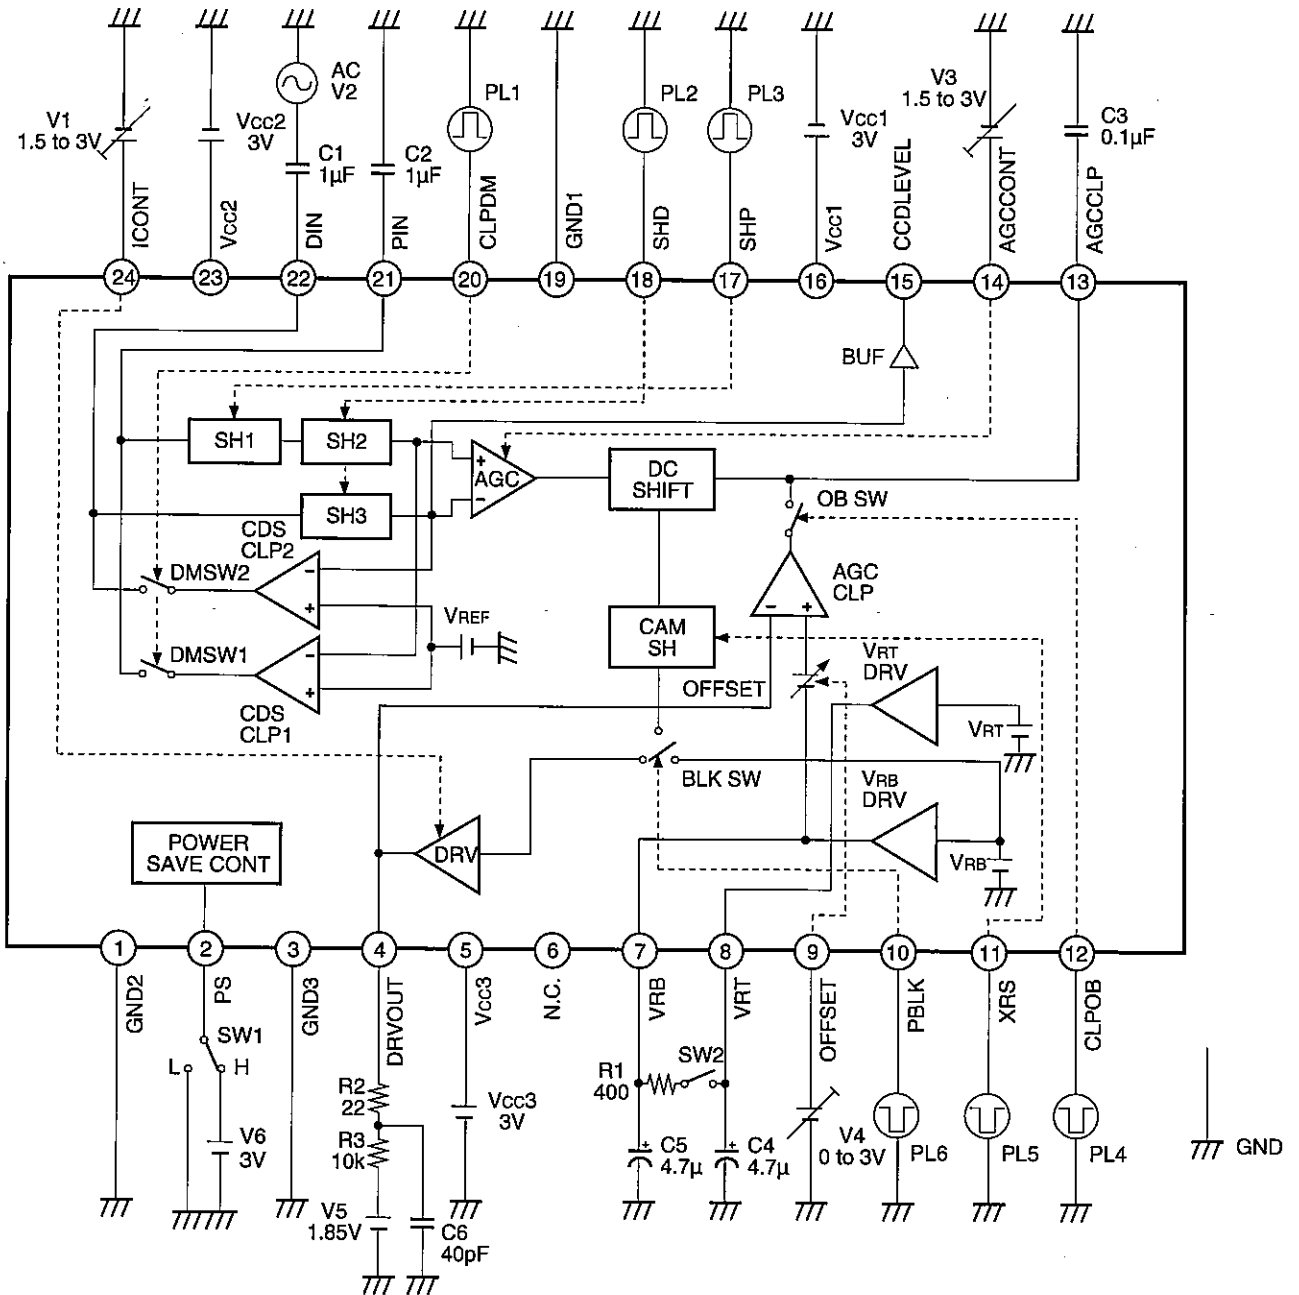 AC
V2
PL1
PL2
PL3
V1
1.5 to 3V
Vcc2
3V
C1
1μF
C2
1μF
Vcc1
3V
V3
1.5 to 3V
C3
0.1μF
ICONT
Vcc2
DIN
PIN
CLPDM
GND1
SHD
SHP
Vcc1
CCDLEVEL
AGCCONT
AGCCLP
24
23
22
21
20
19
18
17
16
15
14
13
BUF
SH1
SH2
+
AGC
−
DC
SHIFT
SH3
OB SW
CDS
CLP2
DMSW2
−
+
AGC
CLP
−
+
VREF
CAM
SH
DMSW1
−
+
CDS
CLP1
OFFSET
VRT
DRV
VRT
BLK SW
VRB
DRV
VRB
POWER
SAVE CONT
DRV
1
2
3
4
5
6
7
8
9
10
11
12
GND2
PS
GND3
DRVOUT
Vcc3
N.C.
VRB
VRT
OFFSET
PBLK
XRS
CLPOB
SW1
L
H
R2
22
R3
10k
Vcc3
3V
R1
400
SW2
V6
3V
+
C5
4.7μ
+
C4
4.7μ
V4
0 to 3V
PL6
PL5
PL4
GND
V5
1.85V
C6
40pF